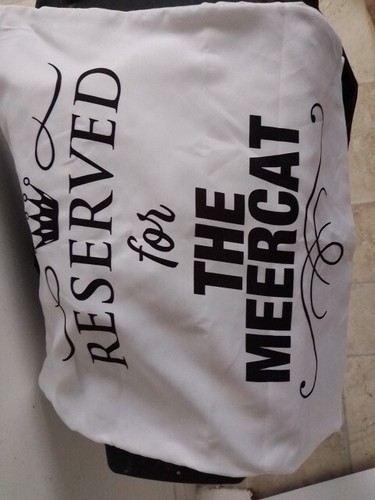 RESERVED
for
THE
MEERCAT